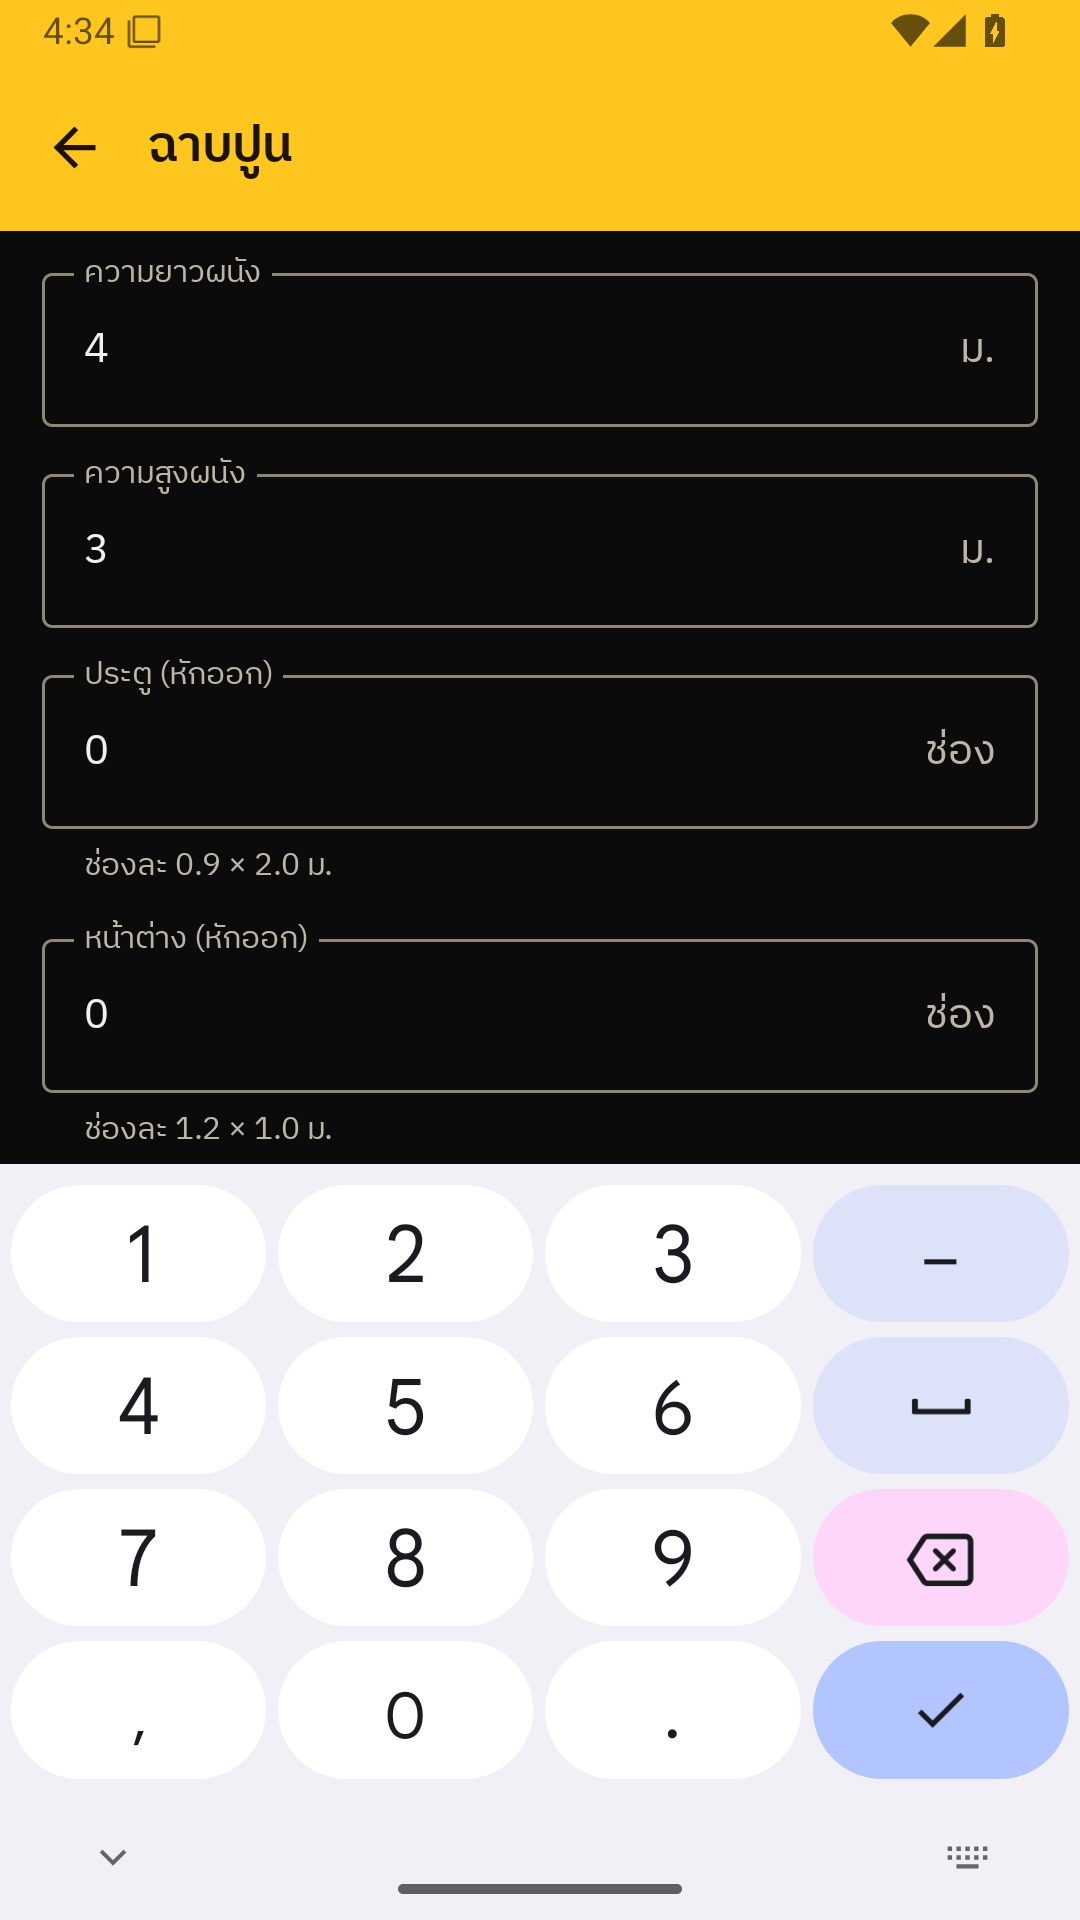 4:34
ฉาบปูน
ความยาวผนัง
4 ม.
ความสูงผนัง
3 ม.
ประตู (หักออก)
0 ช่อง
ช่องละ 0.9 × 2.0 ม.
หน้าต่าง (หักออก)
0 ช่อง
ช่องละ 1.2 × 1.0 ม.
1 2 3 –
4 5 6
7 8 9
, 0 .